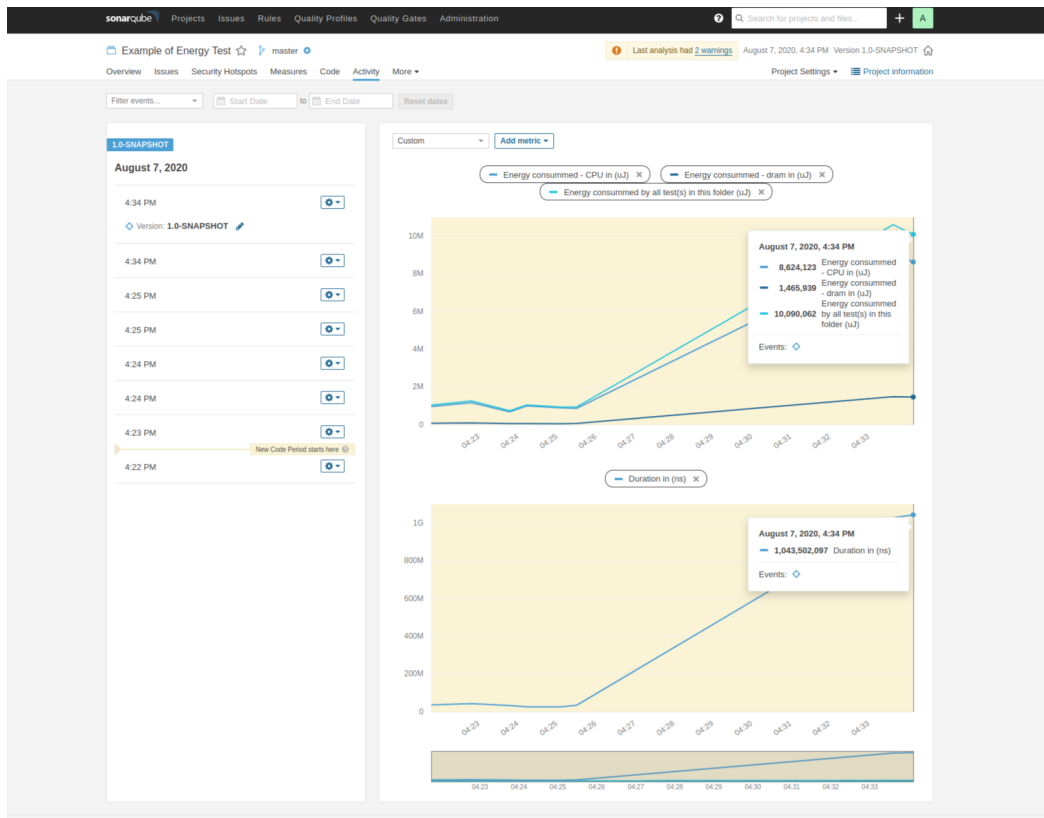 sonarqube Projects Issues Rules Quality Profiles Quality Gates Administration ? Search for projects and files... + A
Example of Energy Test master
Last analysis had 2 warnings August 7, 2020, 4:34 PM Version 1.0-SNAPSHOT
Overview Issues Security Hotspots Measures Code Activity More Project Settings Project information
Filter events... Start Date to End Date Reset dates
1.0-SNAPSHOT
August 7, 2020
4:34 PM
Version: 1.0-SNAPSHOT
4:34 PM
4:25 PM
4:25 PM
4:24 PM
4:24 PM
4:23 PM
New Code Period starts here ?
4:22 PM
Custom Add metric
Energy consummed - CPU in (uJ) × Energy consummed - dram in (uJ) ×
Energy consummed by all test(s) in this folder (uJ) ×
10M
8M
6M
4M
2M
0
August 7, 2020, 4:34 PM
8,624,123 Energy consummed
- CPU in (uJ)
1,465,939 Energy consummed
- dram in (uJ)
Energy consummed
10,090,062 by all test(s) in this
folder (uJ)
Events:
04:23 04:24 04:25 04:26 04:27 04:28 04:29 04:30 04:31 04:32 04:33
Duration in (ns) ×
1G
800M
600M
400M
200M
0
August 7, 2020, 4:34 PM
1,043,502,097 Duration in (ns)
Events:
04:23 04:24 04:25 04:26 04:27 04:28 04:29 04:30 04:31 04:32 04:33
04:23 04:24 04:25 04:26 04:27 04:28 04:29 04:30 04:31 04:32 04:33